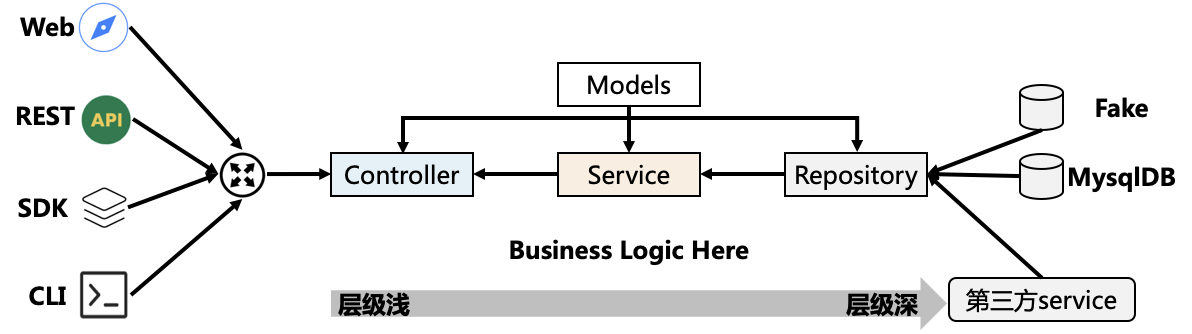 Web
REST
API
SDK
CLI
Models
Controller
Service
Repository
Fake
MysqlDB
Business Logic Here
层级浅
层级深
第三方service